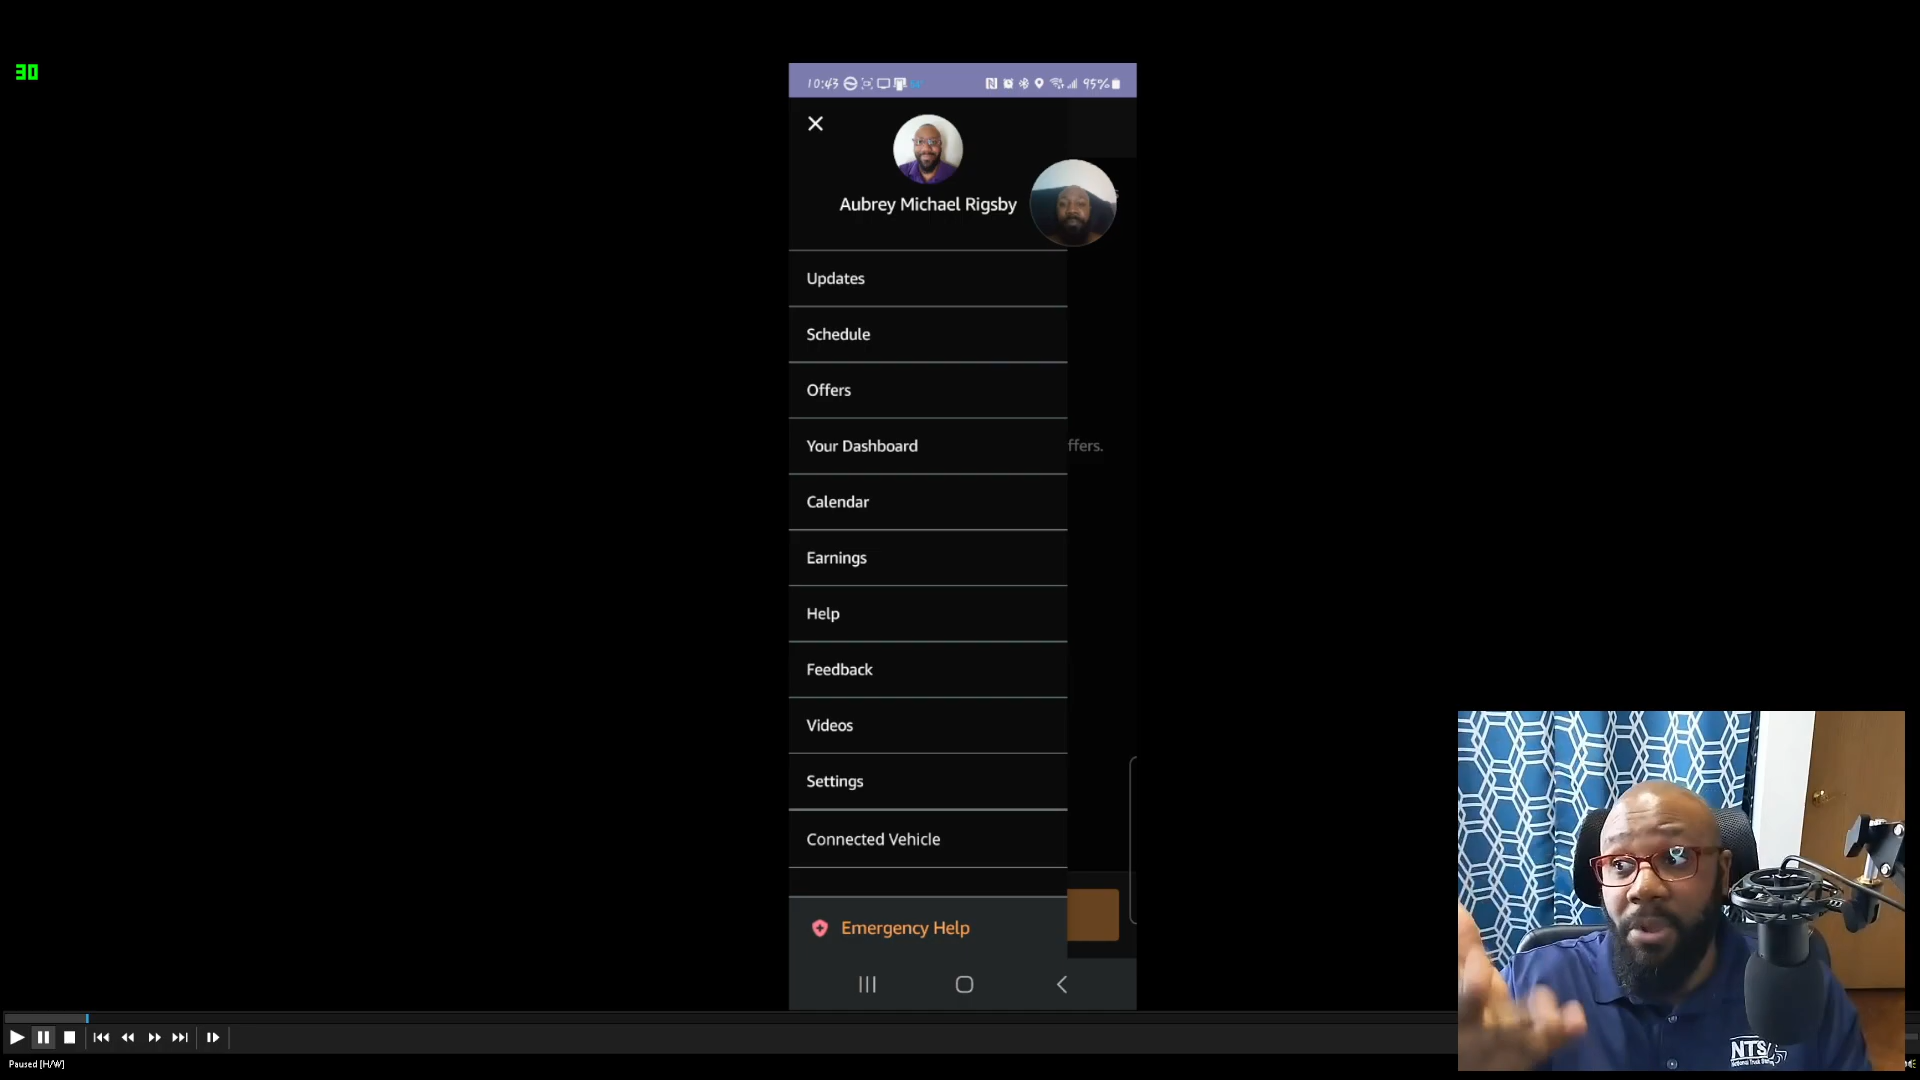 30
10:43
95%
Aubrey Michael Rigsby
Updates
Schedule
Offers
Your Dashboard
ffers.
Calendar
Earnings
Help
Feedback
Videos
Settings
Connected Vehicle
Emergency Help
Paused [H/W]
NTS